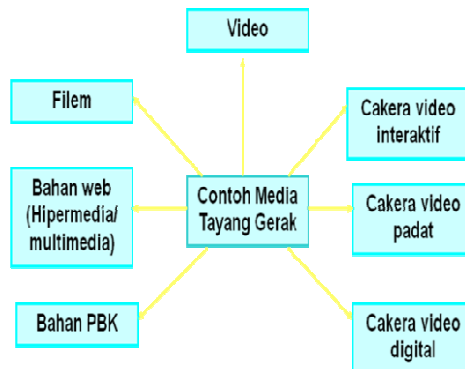 Video
Filem
Cakera video
interaktif
Bahan web
(Hipermedia/
multimedia)
Contoh Media
Tayang Gerak
Cakera video
padat
Bahan PBK
Cakera video
digital